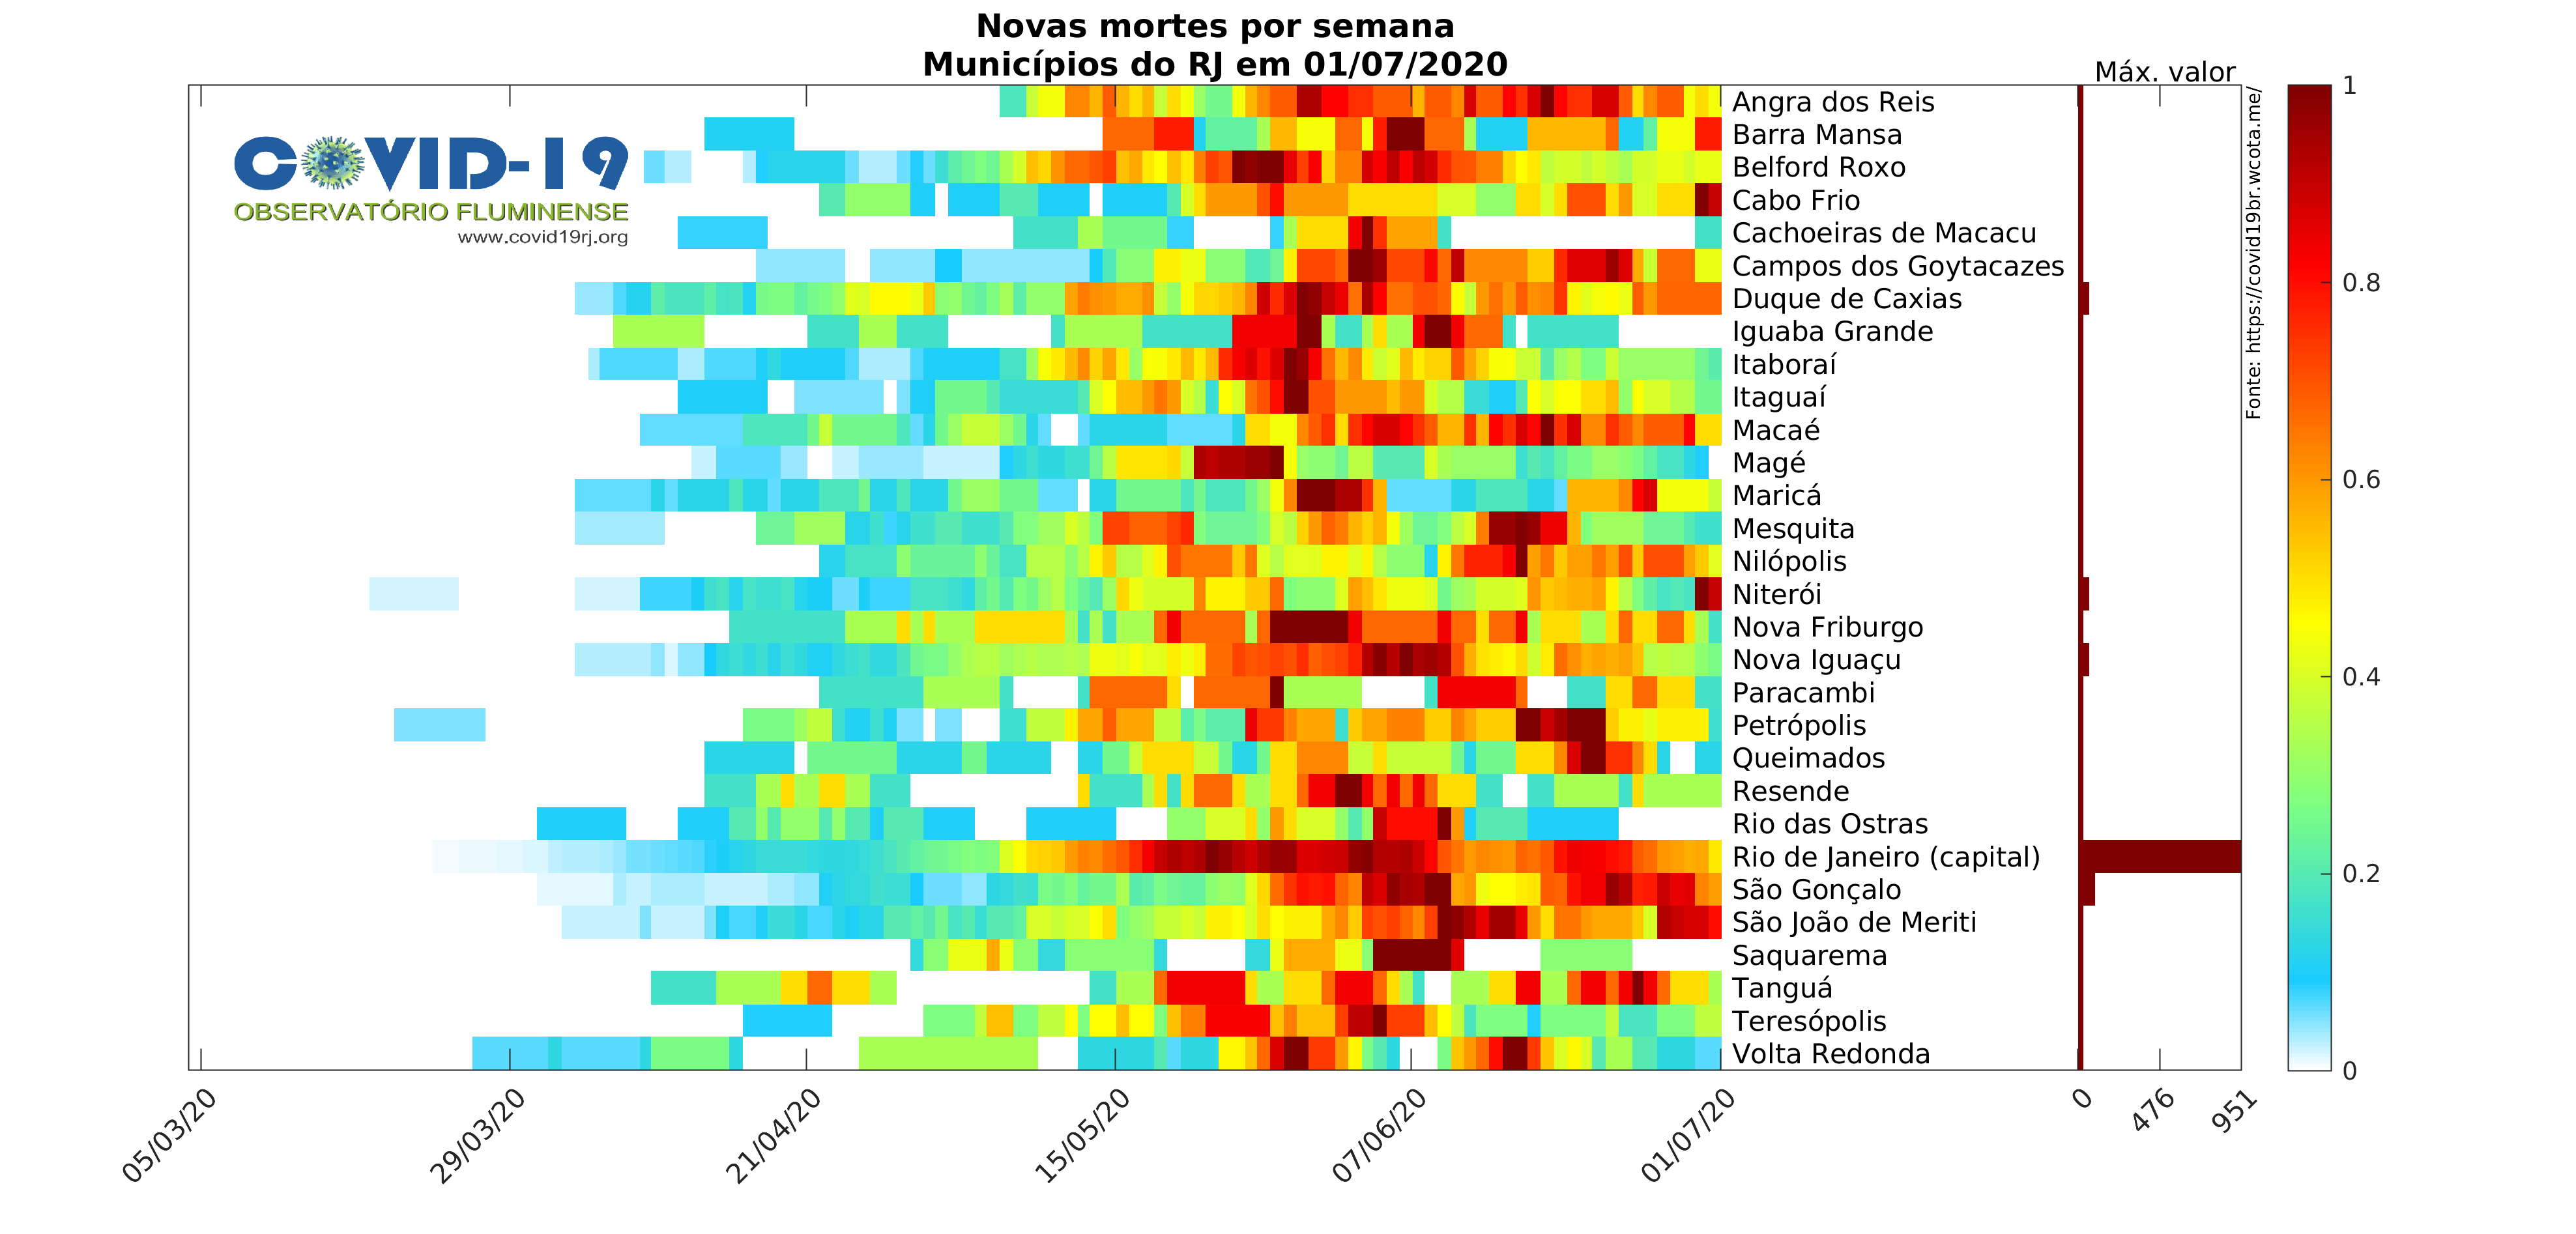 Novas mortes por semana
Municípios do RJ em 01/07/2020
Máx. valor
COVID-19
OBSERVATÓRIO FLUMINENSE
www.covid19rj.org
Angra dos Reis
Barra Mansa
Belford Roxo
Cabo Frio
Cachoeiras de Macacu
Campos dos Goytacazes
Duque de Caxias
Iguaba Grande
Itaboraí
Itaguaí
Macaé
Magé
Maricá
Mesquita
Nilópolis
Niterói
Nova Friburgo
Nova Iguaçu
Paracambi
Petrópolis
Queimados
Resende
Rio das Ostras
Rio de Janeiro (capital)
São Gonçalo
São João de Meriti
Saquarema
Tanguá
Teresópolis
Volta Redonda
Fonte: https://covid19br.wcota.me/
1
0.8
0.6
0.4
0.2
0
05/03/20
29/03/20
21/04/20
15/05/20
07/06/20
01/07/20
0
476
951